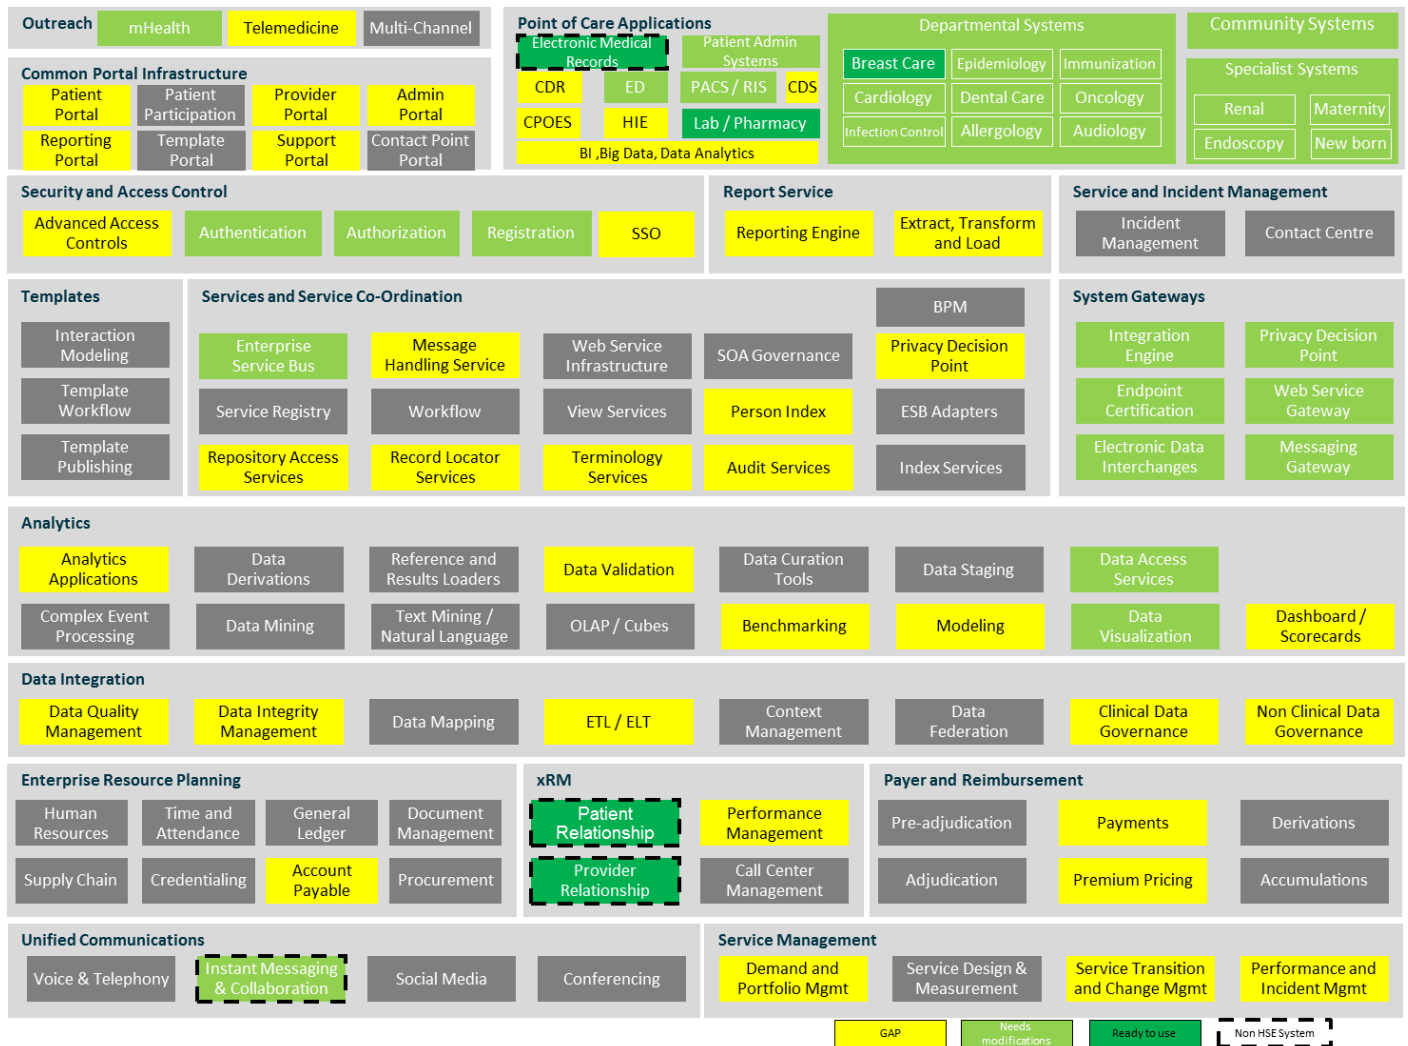 Outreach
mHealth
Telemedicine
Multi-Channel
Common Portal Infrastructure
Patient
Portal
Patient
Participation
Provider
Portal
Admin
Portal
Reporting
Portal
Template
Portal
Support
Portal
Contact Point
Portal
Point of Care Applications
Electronic Medical
Records
Patient Admin
Systems
CDR
ED
PACS / RIS
CDS
CPOES
HIE
Lab / Pharmacy
BI ,Big Data, Data Analytics
Departmental Systems
Breast Care
Epidemiology
Immunization
Cardiology
Dental Care
Oncology
Infection Control
Allergology
Audiology
Community Systems
Specialist Systems
Renal
Maternity
Endoscopy
New born
Security and Access Control
Advanced Access
Controls
Authentication
Authorization
Registration
SSO
Report Service
Reporting Engine
Extract, Transform
and Load
Service and Incident Management
Incident
Management
Contact Centre
Templates
Interaction
Modeling
Template
Workflow
Template
Publishing
Services and Service Co-Ordination
BPM
Enterprise
Service Bus
Message
Handling Service
Web Service
Infrastructure
SOA Governance
Privacy Decision
Point
Service Registry
Workflow
View Services
Person Index
ESB Adapters
Repository Access
Services
Record Locator
Services
Terminology
Services
Audit Services
Index Services
System Gateways
Integration
Engine
Privacy Decision
Point
Endpoint
Certification
Web Service
Gateway
Electronic Data
Interchanges
Messaging
Gateway
Analytics
Analytics
Applications
Data
Derivations
Reference and
Results Loaders
Data Validation
Data Curation
Tools
Data Staging
Data Access
Services
Complex Event
Processing
Data Mining
Text Mining /
Natural Language
OLAP / Cubes
Benchmarking
Modeling
Data
Visualization
Dashboard /
Scorecards
Data Integration
Data Quality
Management
Data Integrity
Management
Data Mapping
ETL / ELT
Context
Management
Data
Federation
Clinical Data
Governance
Non Clinical Data
Governance
Enterprise Resource Planning
Human
Resources
Time and
Attendance
General
Ledger
Document
Management
Supply Chain
Credentialing
Account
Payable
Procurement
xRM
Patient
Relationship
Performance
Management
Provider
Relationship
Call Center
Management
Payer and Reimbursement
Pre-adjudication
Payments
Derivations
Adjudication
Premium Pricing
Accumulations
Unified Communications
Voice & Telephony
Instant Messaging
& Collaboration
Social Media
Conferencing
Service Management
Demand and
Portfolio Mgmt
Service Design &
Measurement
Service Transition
and Change Mgmt
Performance and
Incident Mgmt
GAP
Needs
modifications
Ready to use
Non HSE System